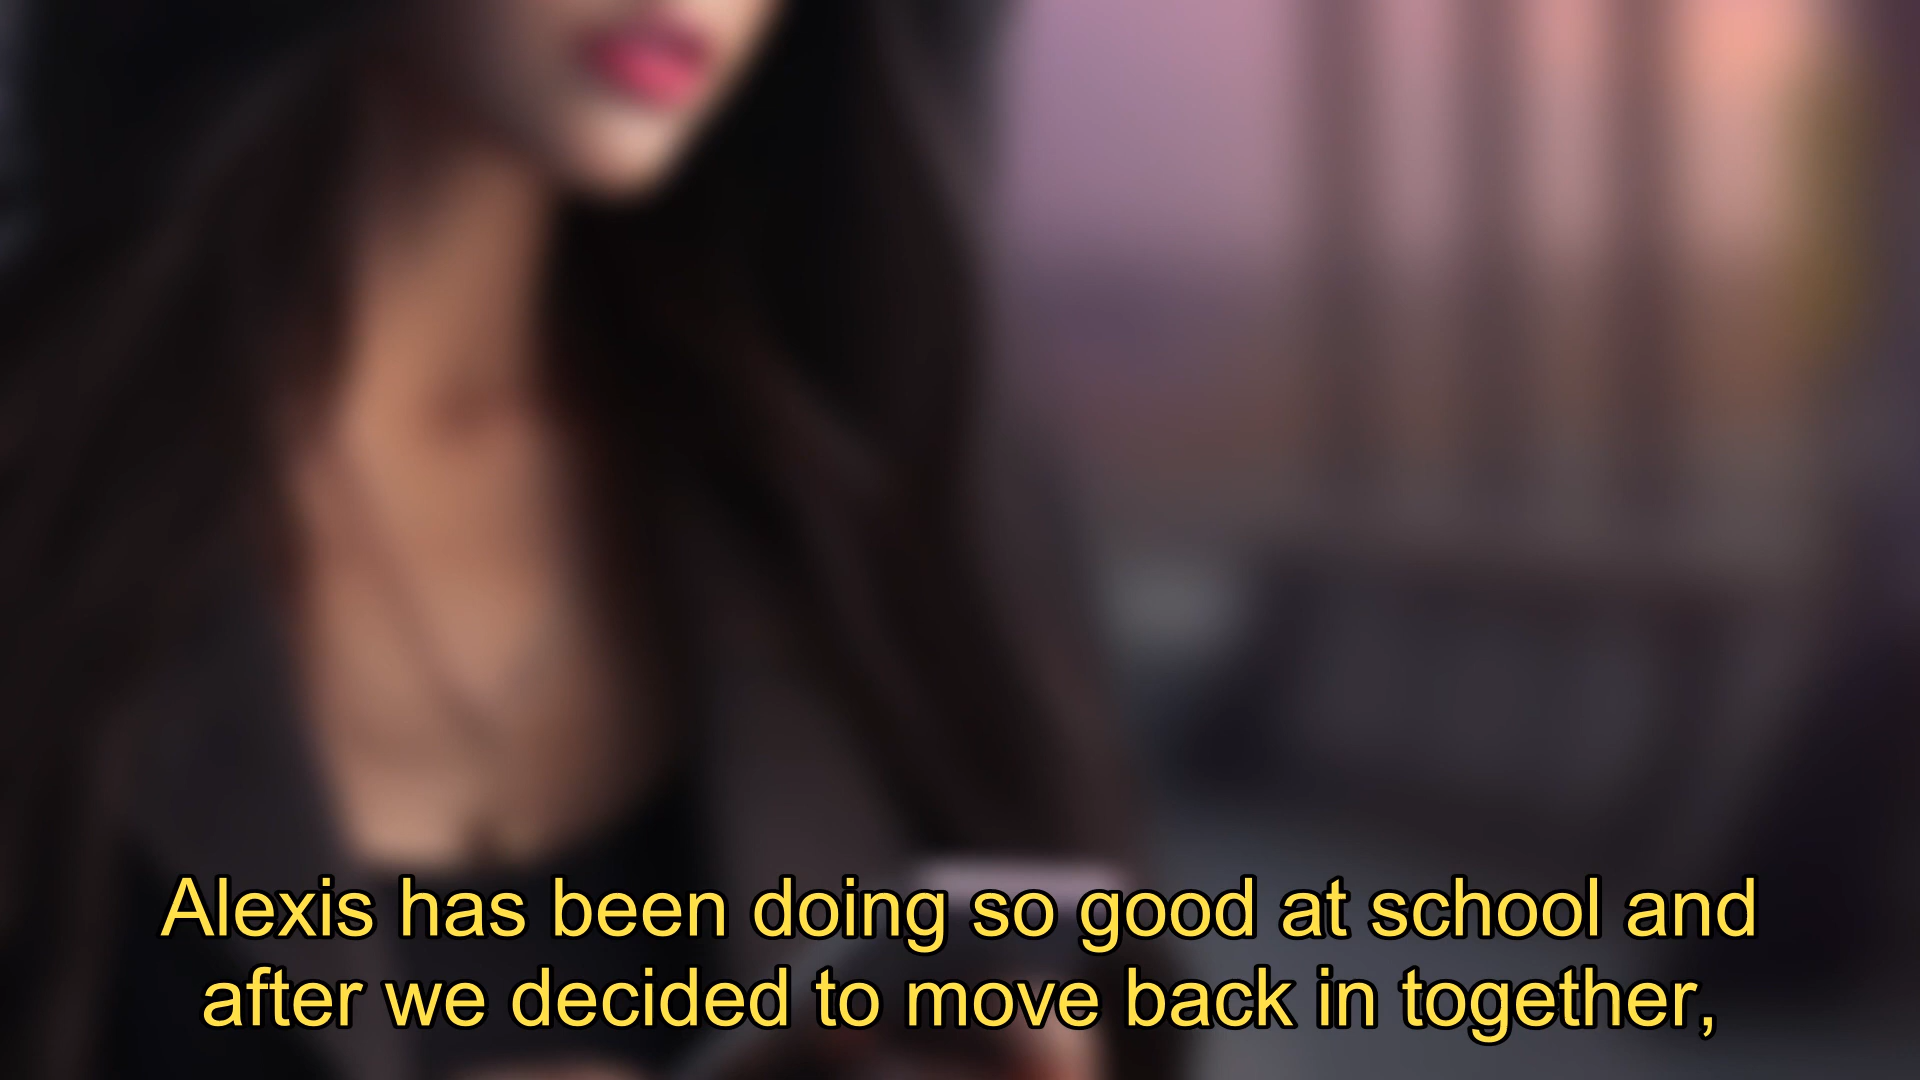 Alexis has been doing so good at school and
after we decided to move back in together,